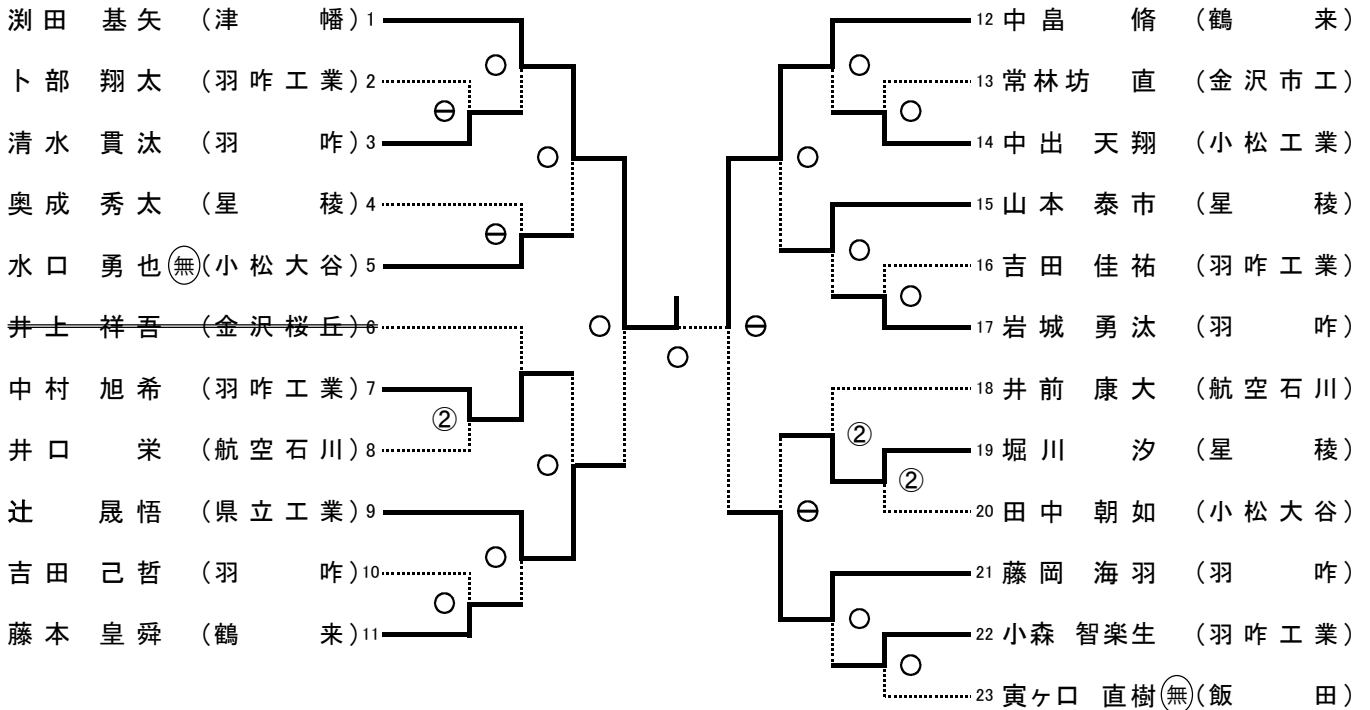 渕田 基矢 (津 幡) 1
卜部 翔太 (羽咋工業) 2
清水 貫汰 (羽 咋) 3
奥成 秀太 (星 稜) 4
水口 勇也 無 (小松大谷) 5
井上 祥吾 (金沢桜丘) 6
中村 旭希 (羽咋工業) 7
②
井口 栄 (航空石川) 8
辻 晟悟 (県立工業) 9
吉田 己哲 (羽 咋) 10
藤本 皇舜 (鶴 来) 11
12 中畠 脩 (鶴 来)
13 常林坊 直 (金沢市工)
14 中出 天翔 (小松工業)
15 山本 泰市 (星 稜)
16 吉田 佳祐 (羽咋工業)
17 岩城 勇汰 (羽 咋)
18 井前 康大 (航空石川)
②
19 堀川 汐 (星 稜)
②
20 田中 朝如 (小松大谷)
21 藤岡 海羽 (羽 咋)
22 小森 智楽生 (羽咋工業)
23 寅ヶ口 直樹 無 (飯 田)